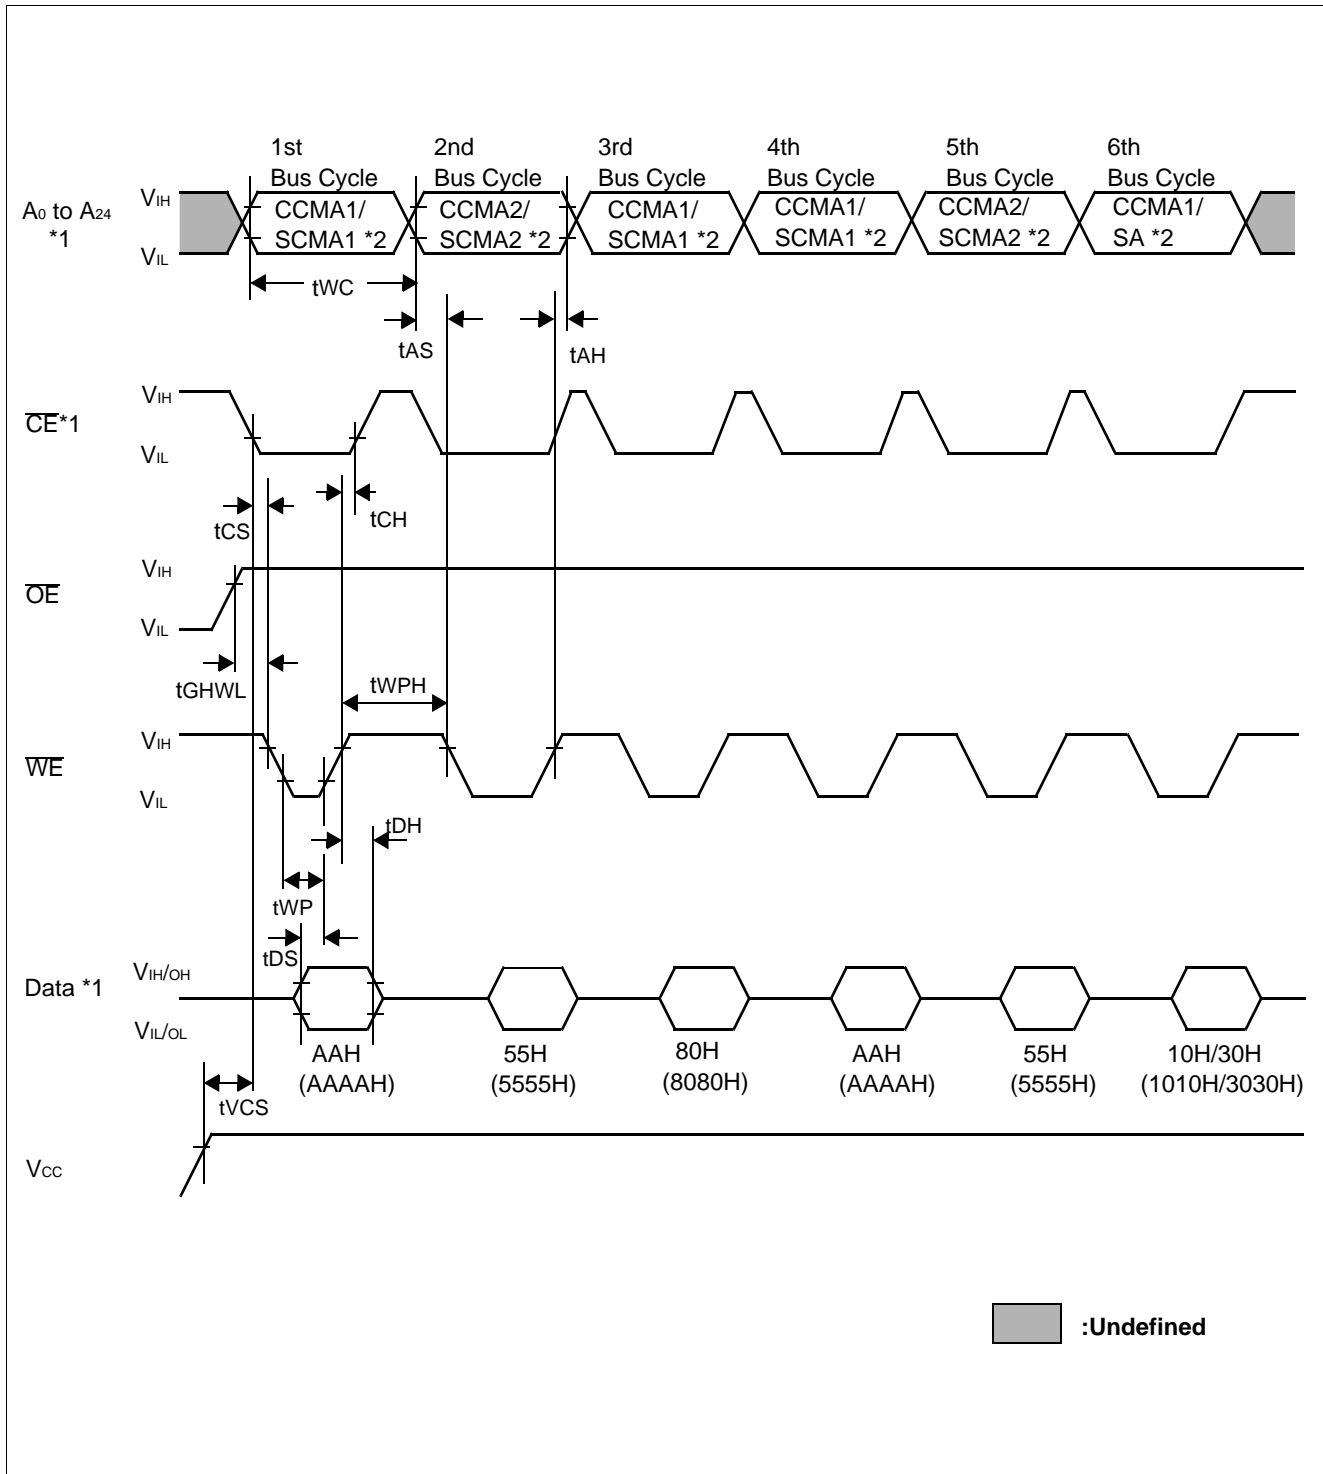 1st
Bus Cycle
2nd
Bus Cycle
3rd
Bus Cycle
4th
Bus Cycle
5th
Bus Cycle
6th
Bus Cycle
A0 to A24
*1
VIH
VIL
CCMA1/
SCMA1 *2
CCMA2/
SCMA2 *2
CCMA1/
SCMA1 *2
CCMA1/
SCMA1 *2
CCMA2/
SCMA2 *2
CCMA1/
SA *2
tWC
tAS
tAH
CE*1
VIH
VIL
tCS
tCH
OE
VIH
VIL
tGHWL
tWPH
WE
VIH
VIL
tDH
tWP
tDS
Data *1
VIH/OH
VIL/OL
AAH
(AAAAH)
55H
(5555H)
80H
(8080H)
AAH
(AAAAH)
55H
(5555H)
10H/30H
(1010H/3030H)
tVCS
VCC
:Undefined